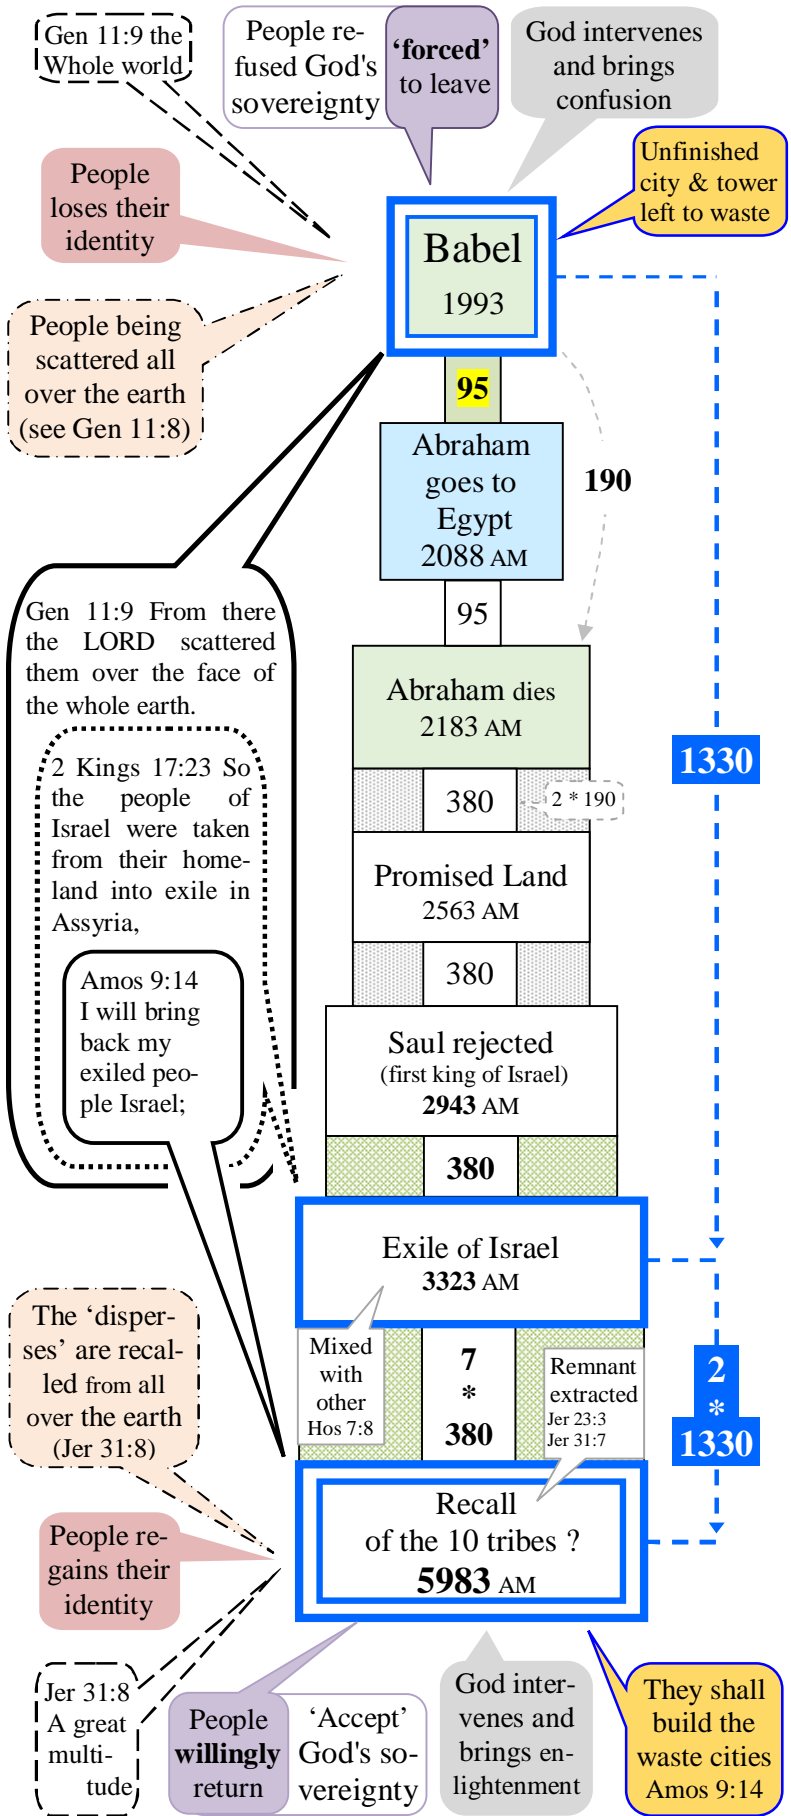 Gen 11:9 the
Whole world
People re-
fused God's
sovereignty
‘forced’
to leave
God intervenes
and brings
confusion
Unfinished
city & tower
left to waste
People
loses their
identity
Babel
1993
People being
scattered all
over the earth
(see Gen 11:8)
95
Abraham
goes to
Egypt
2088 AM
190
95
Gen 11:9 From there
the LORD scattered
them over the face of
the whole earth.
Abraham dies
2183 AM
1330
2 Kings 17:23 So
the people of
Israel were taken
from their home-
land into exile in
Assyria,
380
2 * 190
Promised Land
2563 AM
380
Amos 9:14
I will bring
back my
exiled peo-
ple Israel;
Saul rejected
(first king of Israel)
2943 AM
380
Exile of Israel
3323 AM
The ‘disper-
ses’ are recal-
led from all
over the earth
(Jer 31:8)
Mixed
with
other
Hos 7:8
7
*
380
Remnant
extracted
Jer 23:3
Jer 31:7
2
*
1330
Recall
of the 10 tribes ?
5983 AM
People re-
gains their
identity
Jer 31:8
A great
multi-
tude
People
willingly
return
‘Accept’
God's so-
vereignty
God inter-
venes and
brings en-
lightenment
They shall
build the
waste cities
Amos 9:14